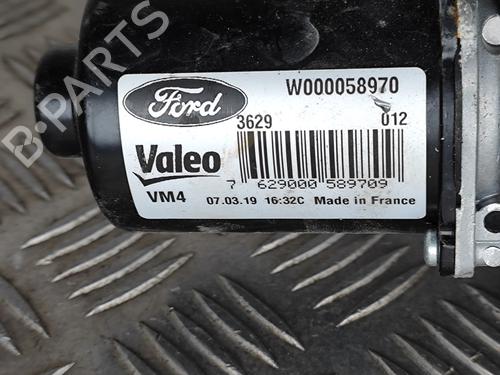 B-PARTS
Ford
W000058970
3629 012
Valeo
7 629000 589709
VM4 07.03.19 16:32C Made in France